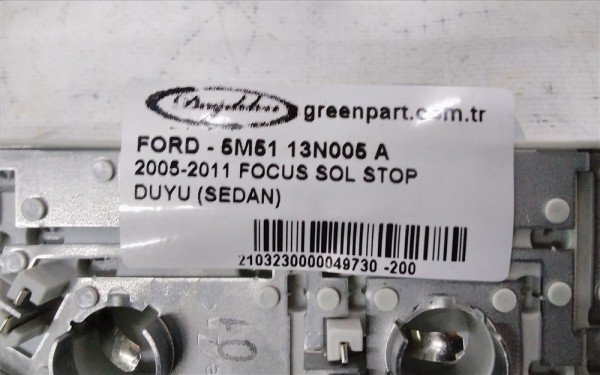 greenpart.com.tr
FORD - 5M51 13N005 A
2005-2011 FOCUS SOL STOP
DUYU (SEDAN)
2103230000049730 -200